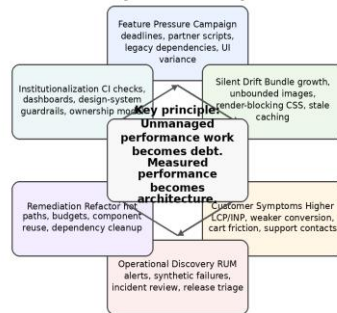 Feature Pressure Campaign
deadlines, partner scripts,
legacy dependencies, UI
variance
Institutionalization CI checks,
dashboards, design-system
guardrails, ownership
Silent Drift Bundle growth,
unbounded images,
render-blocking CSS, stale
caching
Key principle:
Unmanaged
performance work
becomes debt.
Measured
performance
becomes
architecture.
Remediation Refactor hot
paths, budgets, component
reuse, dependency cleanup
Customer Symptoms Higher
LCP/INP, weaker conversion,
cart friction, support contacts
Operational Discovery RUM
alerts, synthetic failures,
incident review, release triage